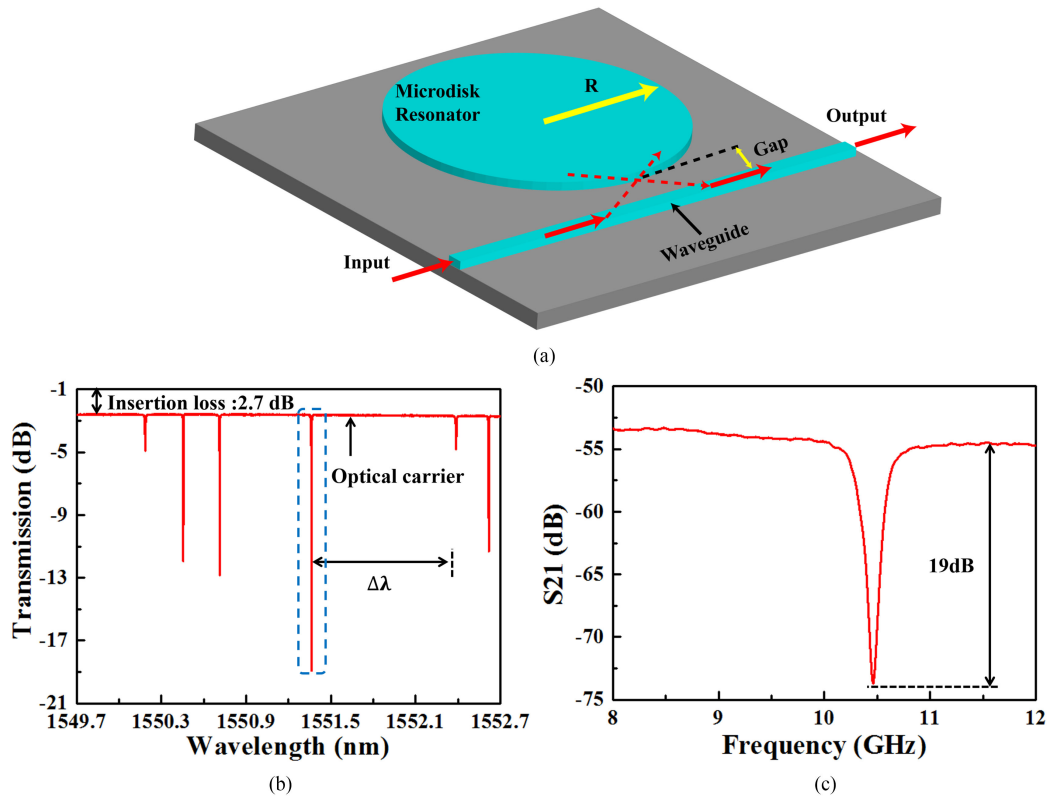 Microdisk
Resonator
R
Output
Gap
Waveguide
Input
(a)
Transmission (dB)
-1
-5
-9
-13
-17
-21
Insertion loss :2.7 dB
Optical carrier
Δλ
1549.7 1550.3 1550.9 1551.5 1552.1 1552.7
Wavelength (nm)
(b)
S21 (dB)
-50
-55
-60
-65
-70
-75
19dB
8 9 10 11 12
Frequency (GHz)
(c)